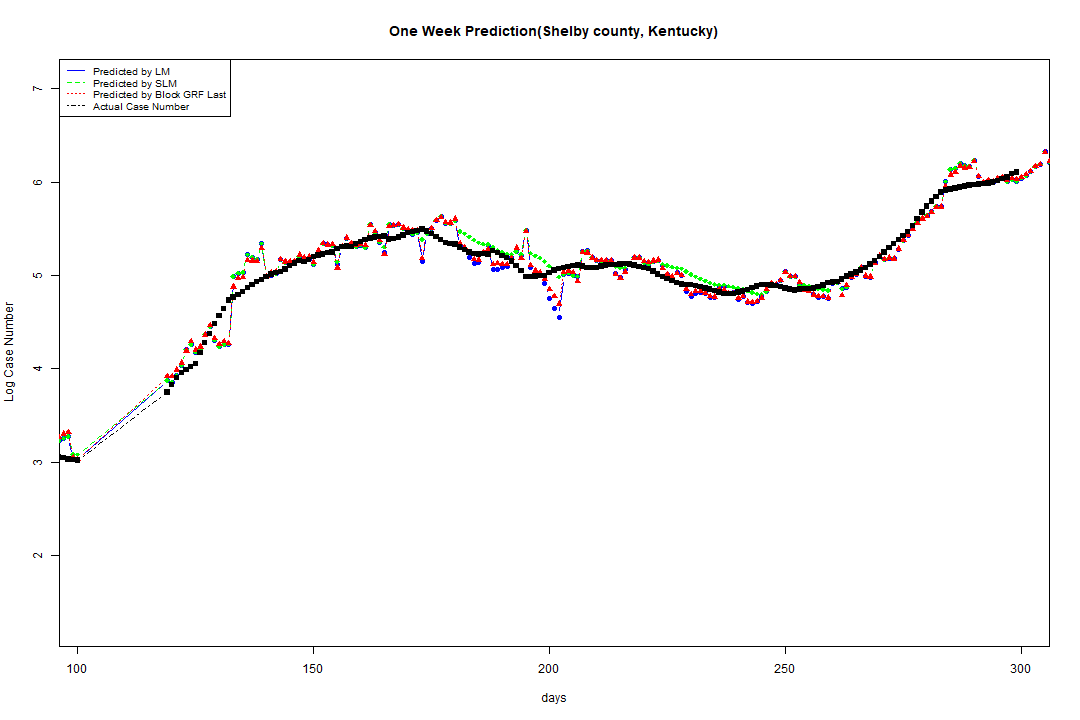 One Week Prediction(Shelby county, Kentucky)
Predicted by LM
Predicted by SLM
Predicted by Block GRF Last
Actual Case Number
7
6
5
4
3
2
Log Case Number
100 150 200 250 300
days